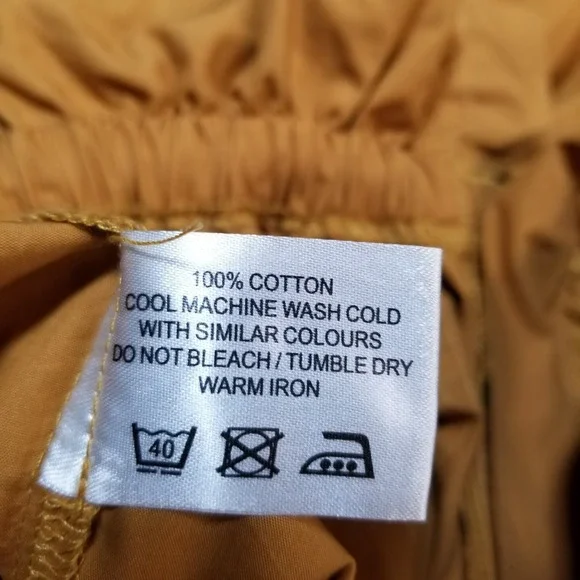 100% COTTON
COOL MACHINE WASH COLD
WITH SIMILAR COLOURS
DO NOT BLEACH / TUMBLE DRY
WARM IRON
40